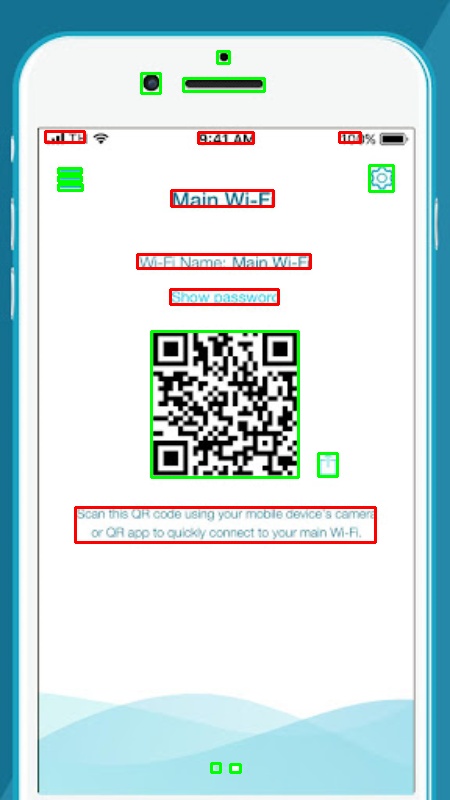 LTE 9:41 AM 100%
Main Wi-Fi
Wi-Fi Name: Main Wi-Fi
Show password
Scan this QR code using your mobile device's camera
or QR app to quickly connect to your main Wi-Fi.